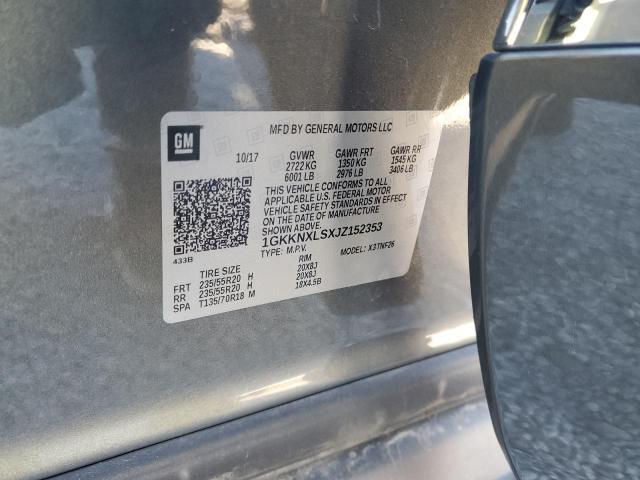 GM
MFD BY GENERAL MOTORS LLC
10/17 GVWR GAWR FRT GAWR RR
2722 KG 1350 KG 1545 KG
6001 LB 2976 LB 3406 LB
THIS VEHICLE CONFORMS TO ALL
APPLICABLE U.S. FEDERAL MOTOR
VEHICLE SAFETY STANDARDS IN
EFFECT ON THE DATE OF MANUFACTURE
SHOWN ABOVE.
1GKKNXLSXJZ152353
433B TYPE: M.P.V. MODEL: X3TNF26
TIRE SIZE RIM
FRT 235/55R20 H 20X8J
RR 235/55R20 H 20X8J
SPA T135/70R18 M 18X4.5B